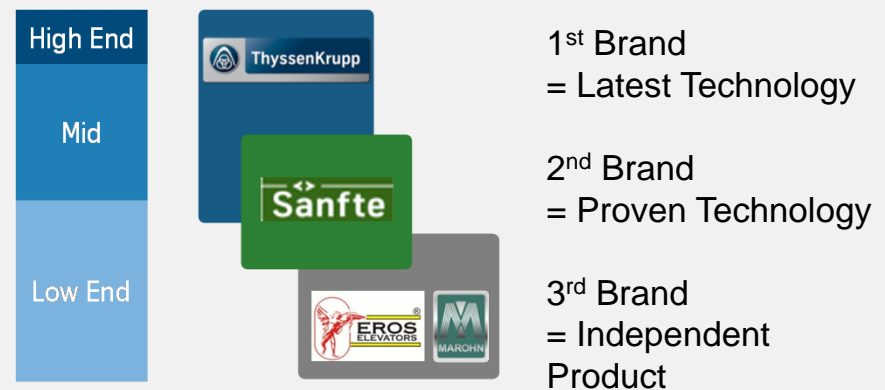 High End
Mid
Low End
ThyssenKrupp
<> Sänfte
EROS
ELEVATORS
®
MAROHN
1st Brand
= Latest Technology
2nd Brand
= Proven Technology
3rd Brand
= Independent
Product